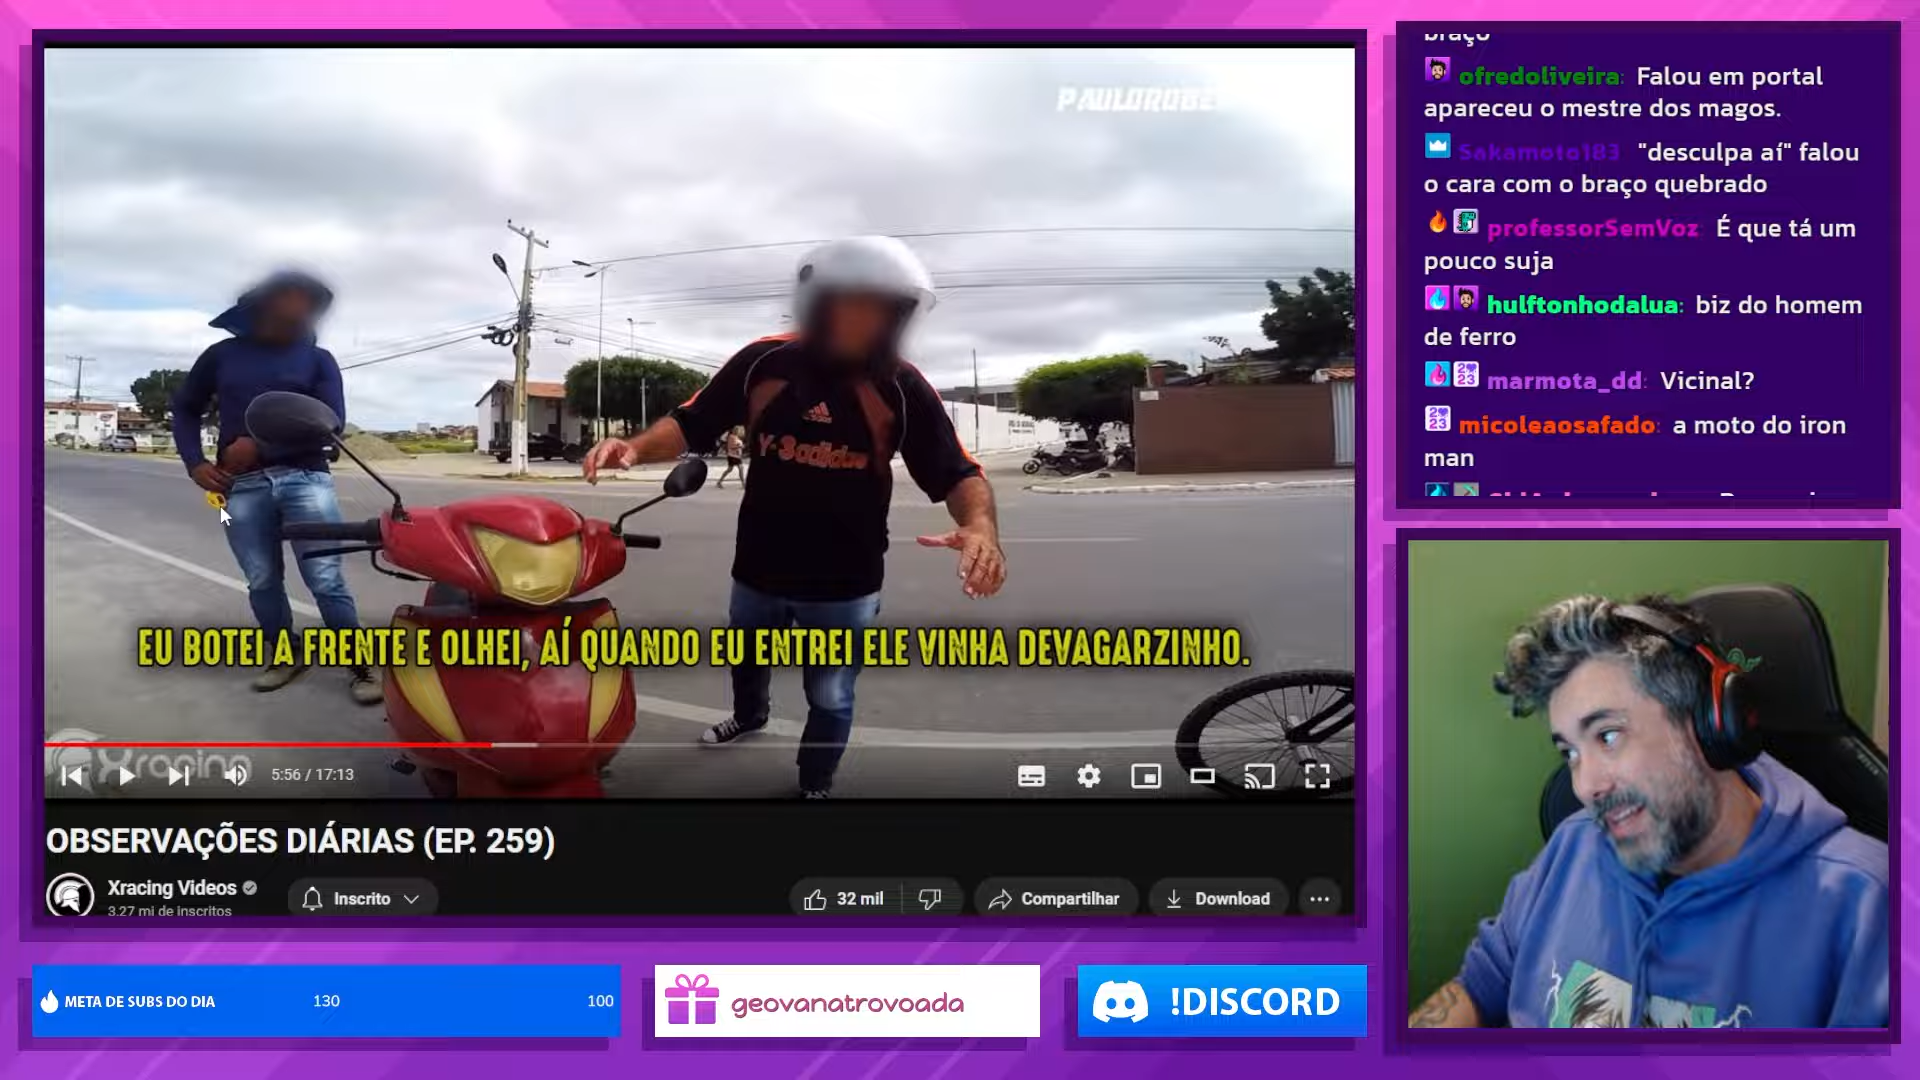 PAULOROBE
Y-3 adidas
EU BOTEI A FRENTE E OLHEI, AÍ QUANDO EU ENTREI ELE VINHA DEVAGARZINHO.
Xracing
5:56 / 17:13
OBSERVAÇÕES DIÁRIAS (EP. 259)
Xracing Videos
3.27 mi de inscritos
Inscrito
32 mil
Compartilhar
Download
META DE SUBS DO DIA 130 100
geovanatrovoada
!DISCORD
braço
ofredoliveira: Falou em portal
apareceu o mestre dos magos.
Sakamoto183 "desculpa aí" falou
o cara com o braço quebrado
professorSemVoz: É que tá um
pouco suja
hulftonhodalua: biz do homem
de ferro
marmota_dd: Vicinal?
micoleaosafado: a moto do iron
man